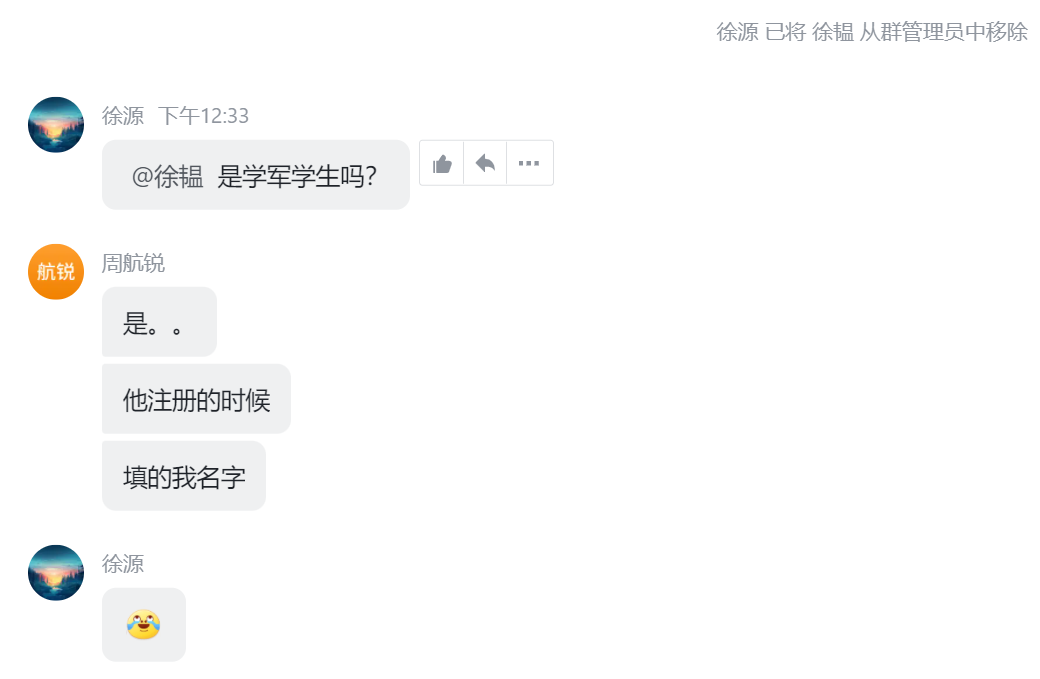 徐源 已将 徐韫 从群管理员中移除
徐源 下午12:33
@徐韫 是学军学生吗?
航锐
周航锐
是。。
他注册的时候
填的我名字
徐源